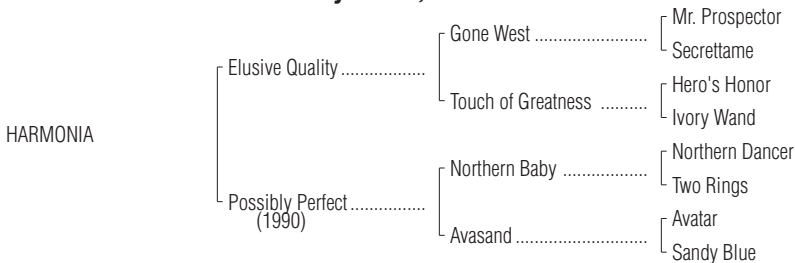 Mr. Prospector
Gone West ........................
Secrettame
Elusive Quality ..................
Hero's Honor
Touch of Greatness ..........
Ivory Wand
HARMONIA
Northern Dancer
Northern Baby ..................
Two Rings
Possibly Perfect ................
(1990)
Avatar
Avasand ............................
Sandy Blue